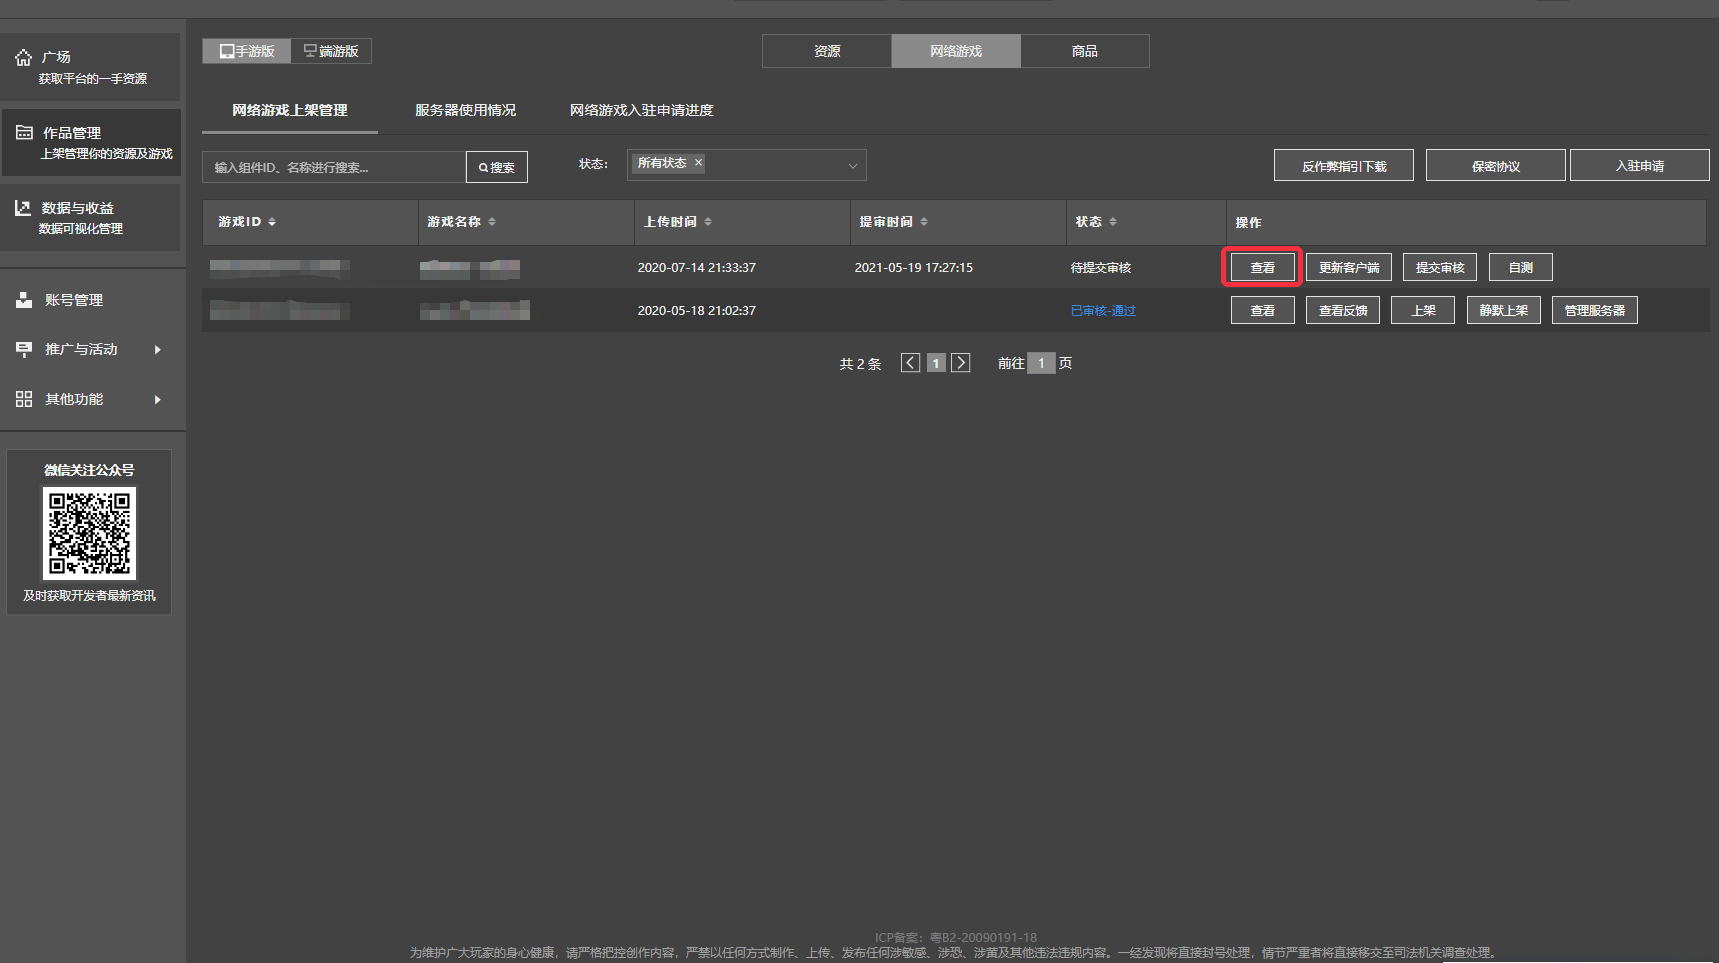 广场
获取平台的一手资源
作品管理
上架管理你的资源及游戏
数据与收益
数据可视化管理
账号管理
推广与活动
其他功能
微信关注公众号
及时获取开发者最新资讯
手游版 端游版
资源 网络游戏 商品
网络游戏上架管理 服务器使用情况 网络游戏入驻申请进度
输入组件ID、名称进行搜索... 搜索 状态: 所有状态 × 反作弊指引下载 保密协议 入驻申请
游戏ID 游戏名称 上传时间 提审时间 状态 操作
2020-07-14 21:33:37 2021-05-19 17:27:15 待提交审核 查看 更新客户端 提交审核 自测
2020-05-18 21:02:37 已审核-通过 查看 查看反馈 上架 静默上架 管理服务器
共 2 条 1 前往 1 页
ICP备案: 粤B2-20090191-18
为维护广大玩家的身心健康，请严格把控创作内容，严禁以任何方式制作、上传、发布任何涉敏感、涉恐、涉黄及其他违法违规内容。一经发现将直接封号处理，情节严重者将直接移交至司法机关调查处理。